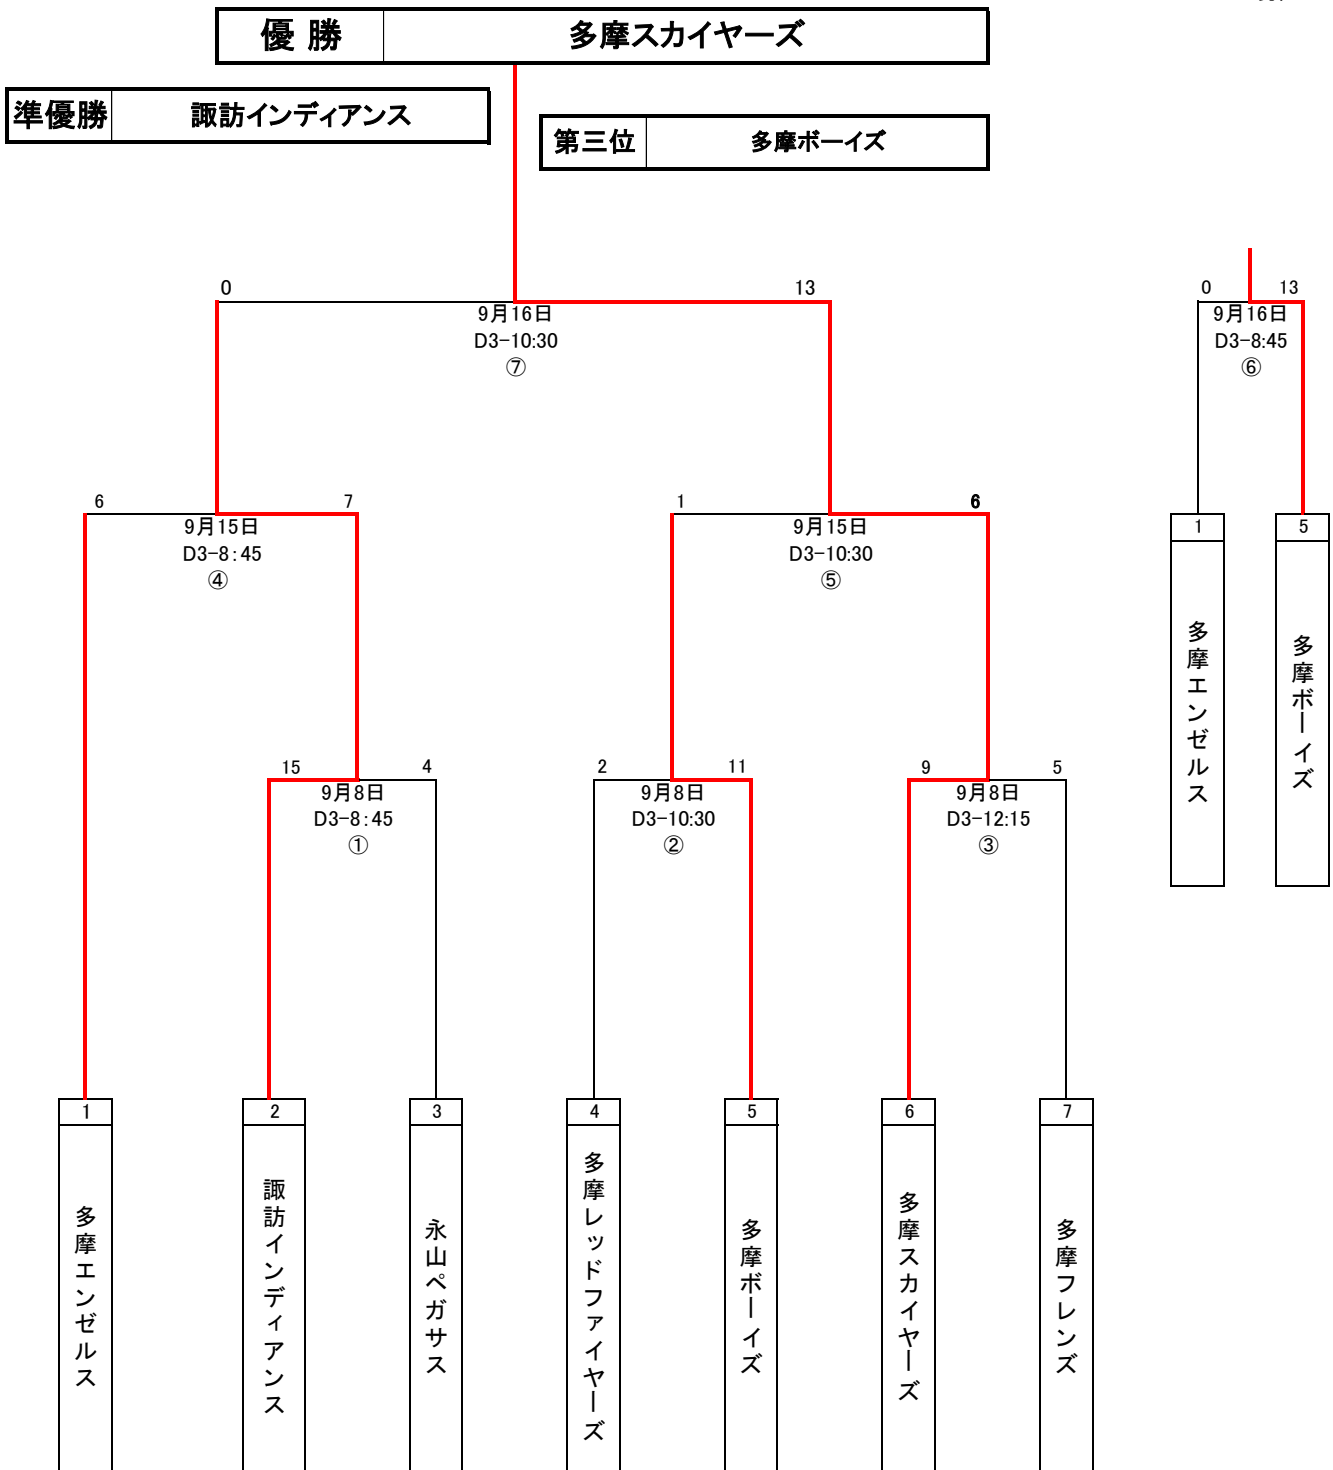 優 勝 多摩スカイヤーズ
準優勝 諏訪インディアンス
第三位 多摩ボーイズ
0 13
9月16日
D3-10:30
⑦
0 13
9月16日
D3-8:45
⑥
6 7
9月15日
D3-8:45
④
1 6
9月15日
D3-10:30
⑤
1 5
多摩エンゼルス
多摩ボーイズ
15 4
9月8日
D3-8:45
①
2 11
9月8日
D3-10:30
②
9 5
9月8日
D3-12:15
③
1 2 3 4 5 6 7
多摩エンゼルス
諏訪インディアンス
永山ペガサス
多摩レッドファイヤーズ
多摩ボーイズ
多摩スカイヤーズ
多摩フレンズ